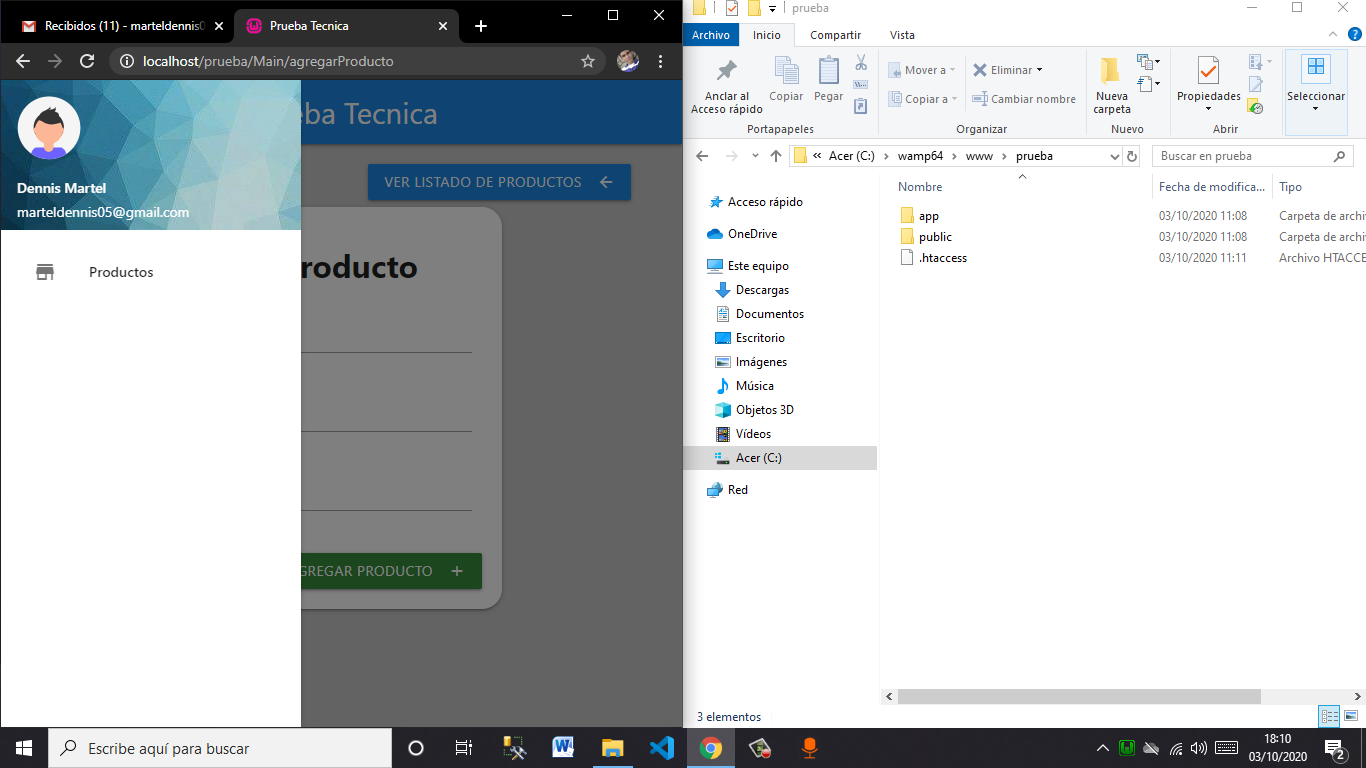 Recibidos (11) - marteldennis0
Prueba Tecnica
localhost/prueba/Main/agregarProducto
Dennis Martel
marteldennis05@gmail.com
Productos
eba Tecnica
VER LISTADO DE PRODUCTOS
roducto
GREGAR PRODUCTO
prueba
Archivo
Inicio
Compartir
Vista
Anclar al
Acceso rápido
Copiar
Pegar
Portapapeles
Mover a
Copiar a
Eliminar
Cambiar nombre
Organizar
Nueva
carpeta
Nuevo
Propiedades
Abrir
Seleccionar
« Acer (C:) > wamp64 > www > prueba
Buscar en prueba
Nombre
Fecha de modifica...
Tipo
app
03/10/2020 11:08
Carpeta de archi
public
03/10/2020 11:08
Carpeta de archi
.htaccess
03/10/2020 11:11
Archivo HTACCE
Acceso rápido
OneDrive
Este equipo
Descargas
Documentos
Escritorio
Imágenes
Música
Objetos 3D
Vídeos
Acer (C:)
Red
3 elementos
Escribe aquí para buscar
18:10
03/10/2020
2